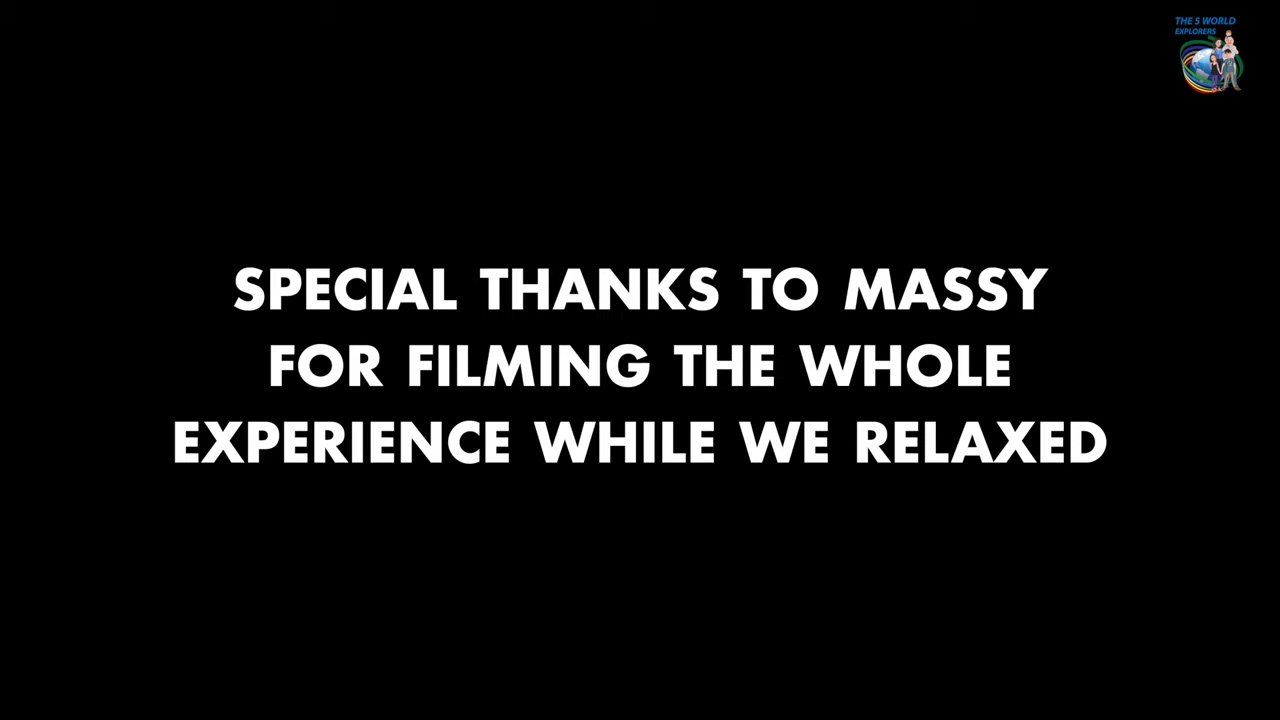 THE 5 WORLD
EXPLORERS
SPECIAL THANKS TO MASSY
FOR FILMING THE WHOLE
EXPERIENCE WHILE WE RELAXED